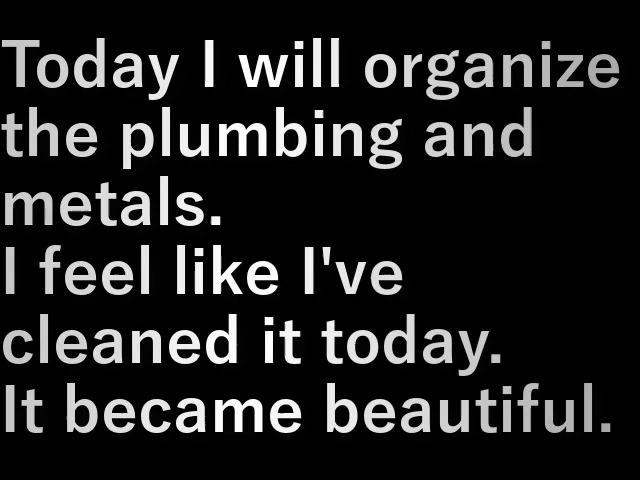 Today I will organize
the plumbing and
metals.
I feel like I've
cleaned it today.
It became beautiful.